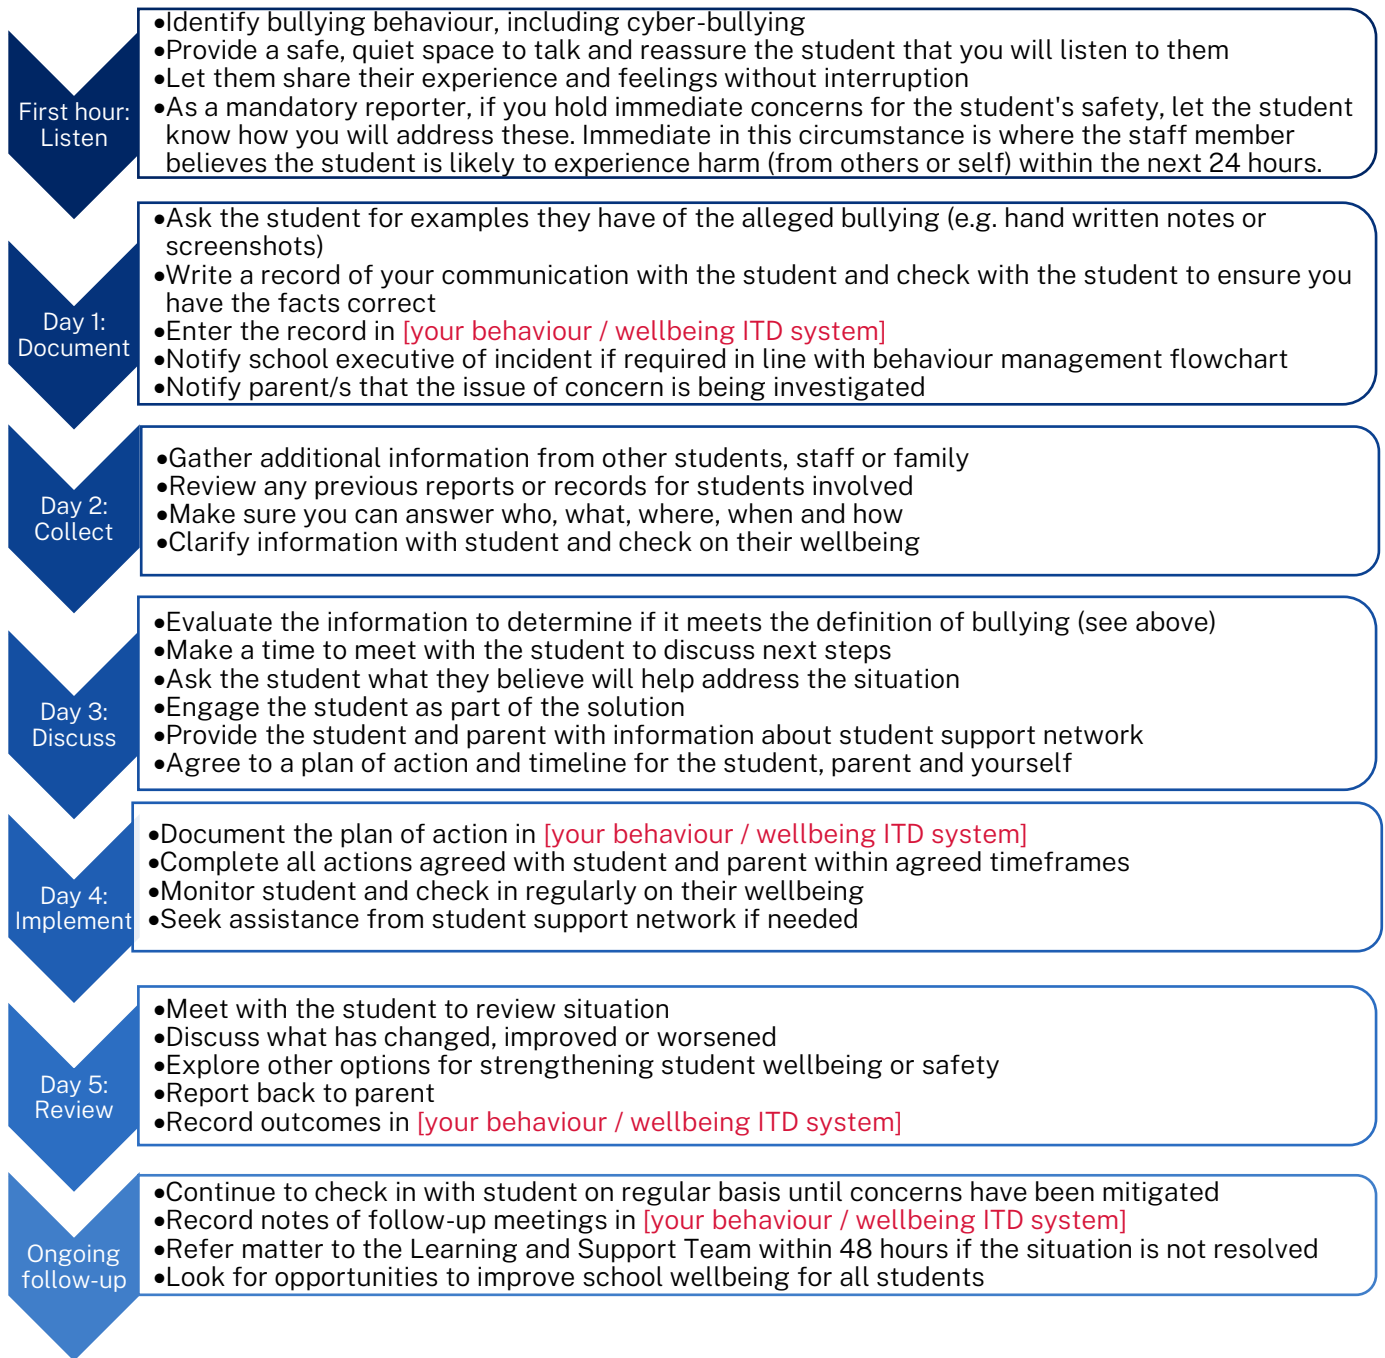 First hour:
Listen
•Identify bullying behaviour, including cyber-bullying
•Provide a safe, quiet space to talk and reassure the student that you will listen to them
•Let them share their experience and feelings without interruption
•As a mandatory reporter, if you hold immediate concerns for the student's safety, let the student
know how you will address these. Immediate in this circumstance is where the staff member
believes the student is likely to experience harm (from others or self) within the next 24 hours.
Day 1:
Document
•Ask the student for examples they have of the alleged bullying (e.g. hand written notes or
screenshots)
•Write a record of your communication with the student and check with the student to ensure you
have the facts correct
•Enter the record in [your behaviour / wellbeing ITD system]
•Notify school executive of incident if required in line with behaviour management flowchart
•Notify parent/s that the issue of concern is being investigated
Day 2:
Collect
•Gather additional information from other students, staff or family
•Review any previous reports or records for students involved
•Make sure you can answer who, what, where, when and how
•Clarify information with student and check on their wellbeing
Day 3:
Discuss
•Evaluate the information to determine if it meets the definition of bullying (see above)
•Make a time to meet with the student to discuss next steps
•Ask the student what they believe will help address the situation
•Engage the student as part of the solution
•Provide the student and parent with information about student support network
•Agree to a plan of action and timeline for the student, parent and yourself
Day 4:
Implement
•Document the plan of action in [your behaviour / wellbeing ITD system]
•Complete all actions agreed with student and parent within agreed timeframes
•Monitor student and check in regularly on their wellbeing
•Seek assistance from student support network if needed
Day 5:
Review
•Meet with the student to review situation
•Discuss what has changed, improved or worsened
•Explore other options for strengthening student wellbeing or safety
•Report back to parent
•Record outcomes in [your behaviour / wellbeing ITD system]
Ongoing
follow-up
•Continue to check in with student on regular basis until concerns have been mitigated
•Record notes of follow-up meetings in [your behaviour / wellbeing ITD system]
•Refer matter to the Learning and Support Team within 48 hours if the situation is not resolved
•Look for opportunities to improve school wellbeing for all students